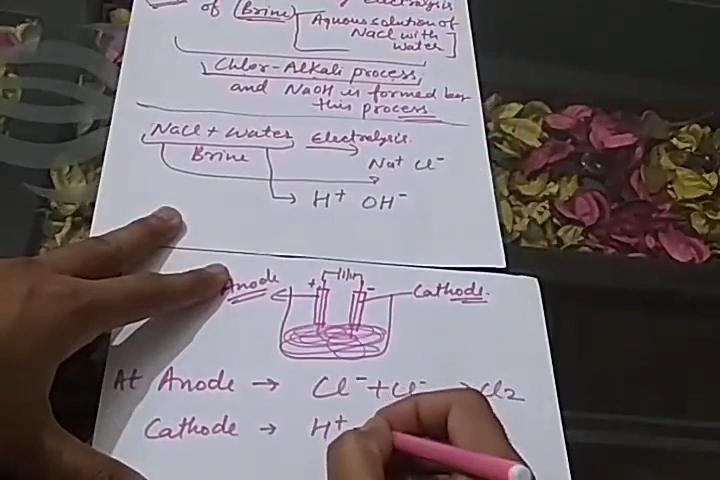 of (Brine) Aqueous solution of
NaCl with
water]
Chlor-Alkali process,
and NaOH is formed by
this process
NaCl + Water Electrolysis.
Brine
Na+ Cl-
H+ OH-
Anode + - Cathode.
At Anode → Cl- + Cl- → Cl2
Cathode → H+